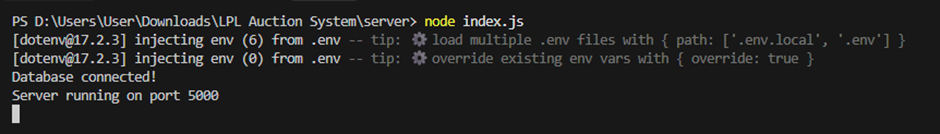 PS D:\Users\User\Downloads\LPL Auction System\server> node index.js
[dotenv@17.2.3] injecting env (6) from .env -- tip: ⚙️ load multiple .env files with { path: ['.env.local', '.env'] }
[dotenv@17.2.3] injecting env (0) from .env -- tip: ⚙️ override existing env vars with { override: true }
Database connected!
Server running on port 5000